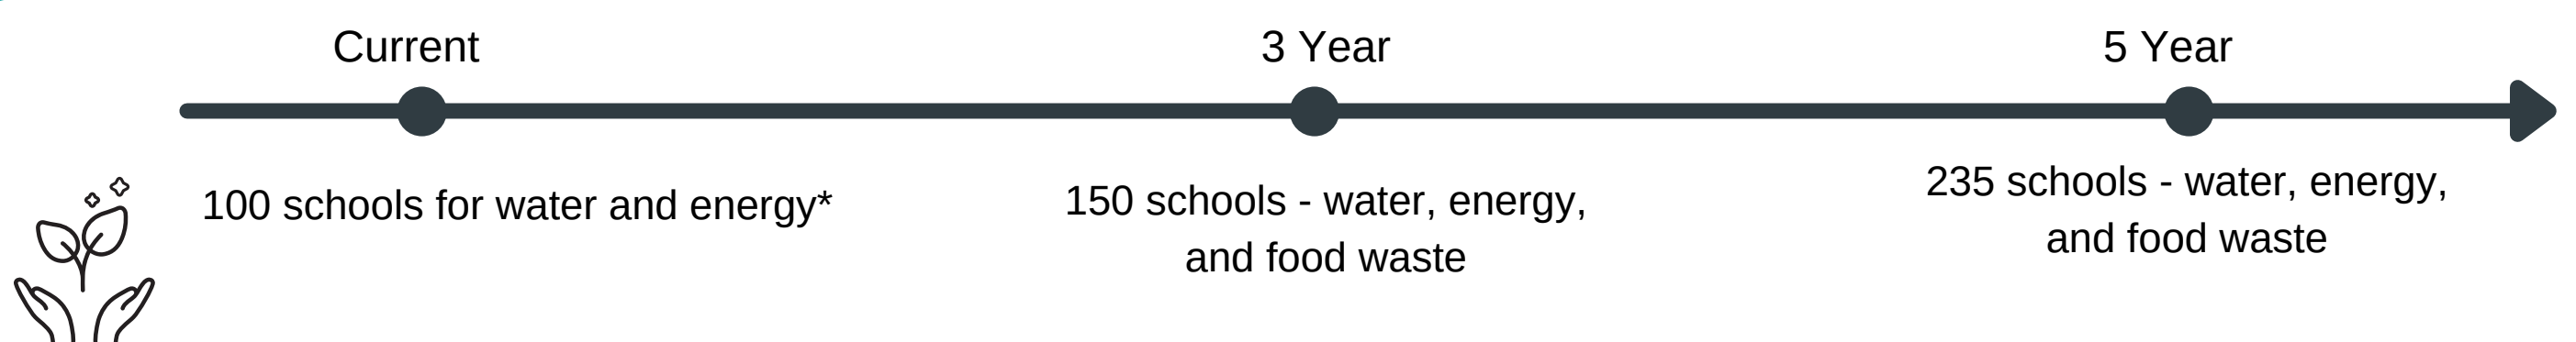 Current
3 Year
5 Year
100 schools for water and energy*
150 schools - water, energy,
and food waste
235 schools - water, energy,
and food waste